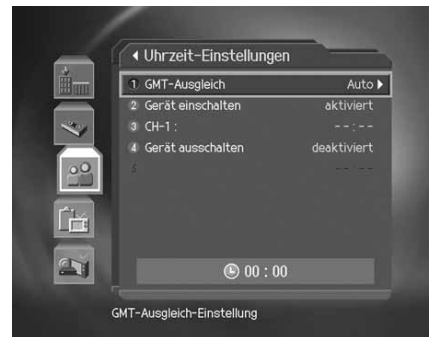 Uhrzeit-Einstellungen
1 GMT-Ausgleich Auto
2 Gerät einschalten aktiviert
3 CH-1 : --:--
4 Gerät ausschalten deaktiviert
5 --:--
00 : 00
GMT-Ausgleich-Einstellung